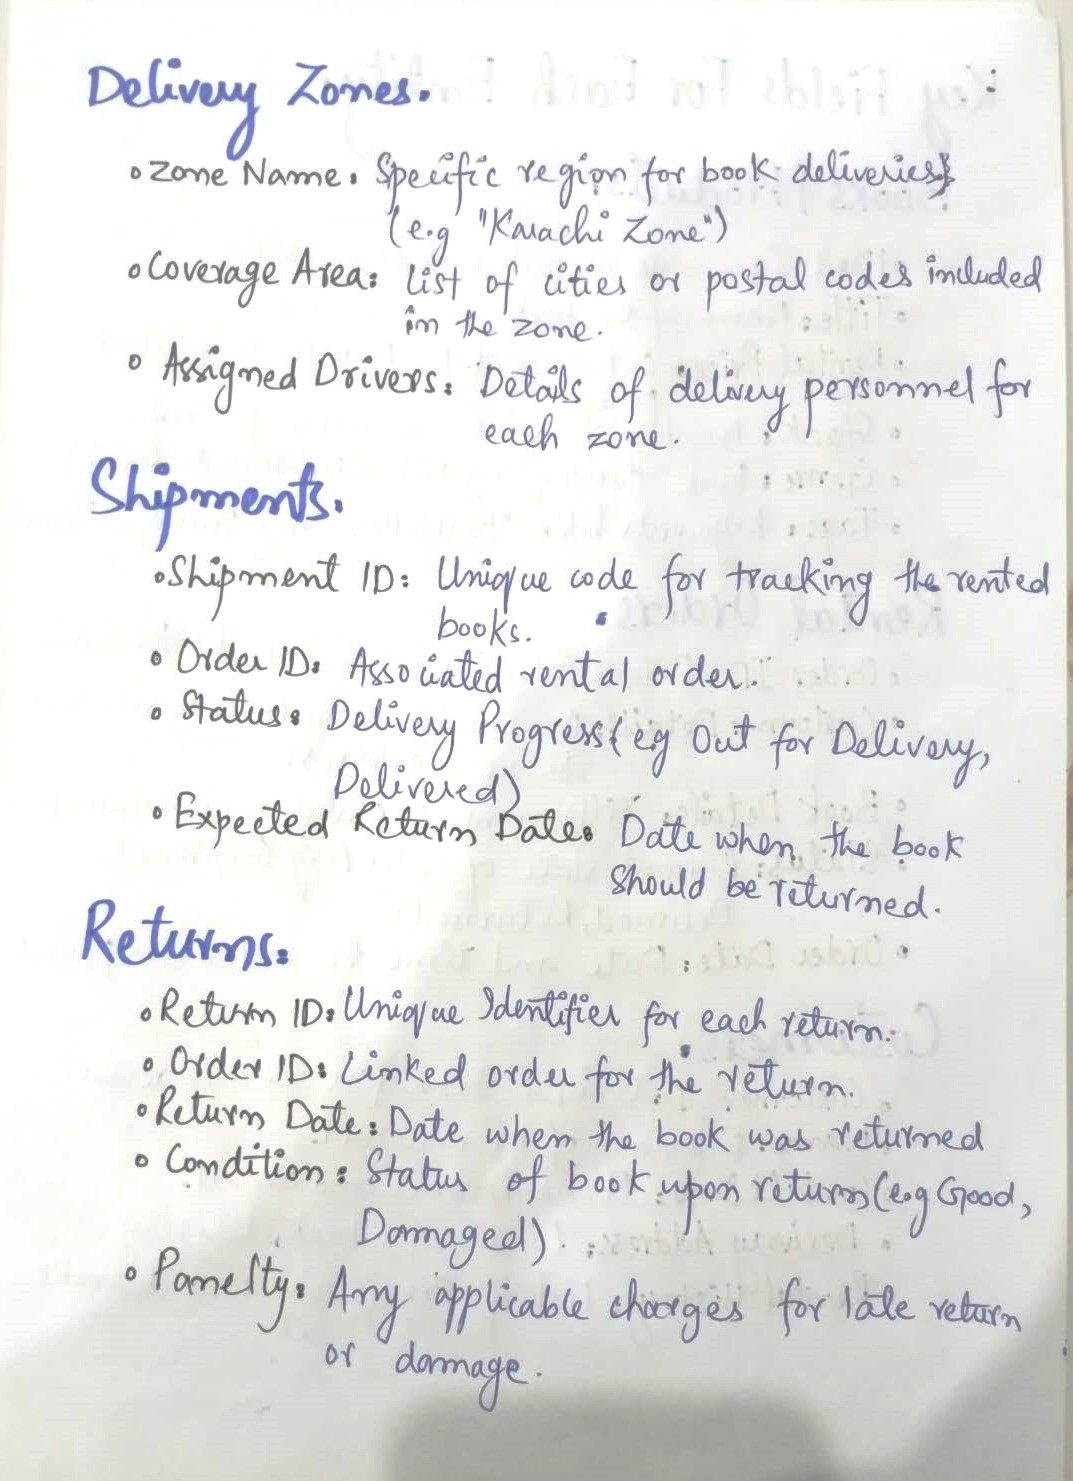 Delivery Zones.
Zone Name: Specific region for book deliveries
(e.g "Karachi Zone")
Coverage Area: list of cities or postal codes included
in the zone.
Assigned Drivers: Details of delivery personnel for
each zone.
Shipments.
Shipment ID: Unique code for tracking the rented
books.
Order ID: Associated rental order.
Status: Delivery Progress (eg Out for Delivery,
Delivered)
Expected Return Date: Date when the book
should be returned.
Returns:
Return ID: Unique Identifier for each return.
Order ID: Linked order for the return.
Return Date: Date when the book was returned
Condition: Status of book upon return (e.g Good,
Damaged).
Panelty: Any applicable charges for late return
or damage.